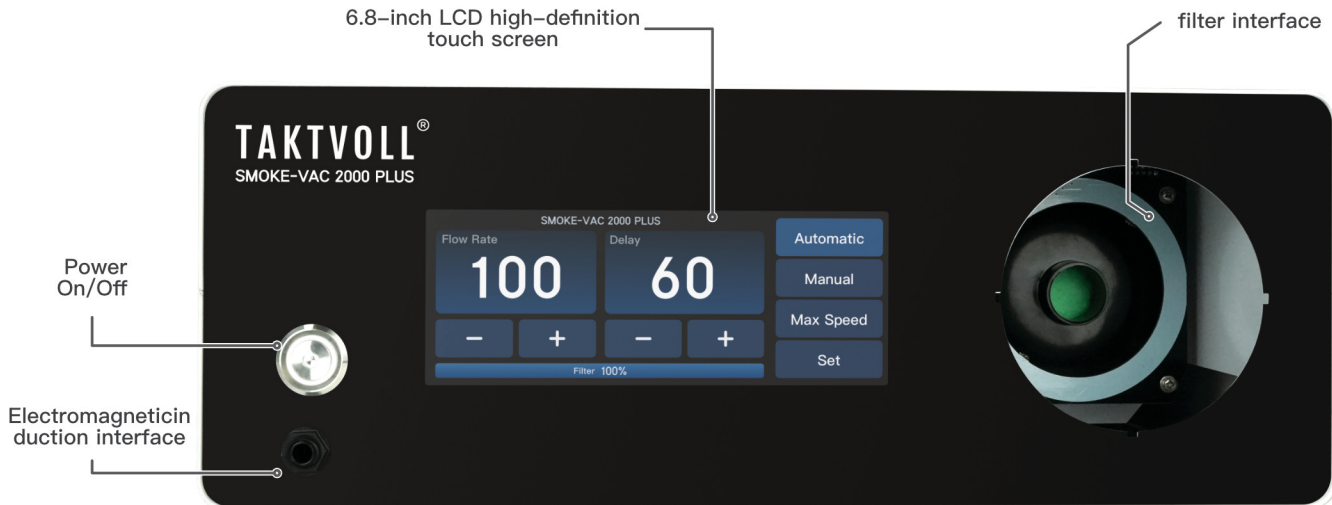 6.8-inch LCD high-definition
touch screen
filter interface
TAKTVOLL®
SMOKE-VAC 2000 PLUS
SMOKE-VAC 2000 PLUS
Flow Rate
100
Delay
60
− + − +
Filter 100%
Automatic
Manual
Max Speed
Set
Power
On/Off
Electromagneticin
duction interface